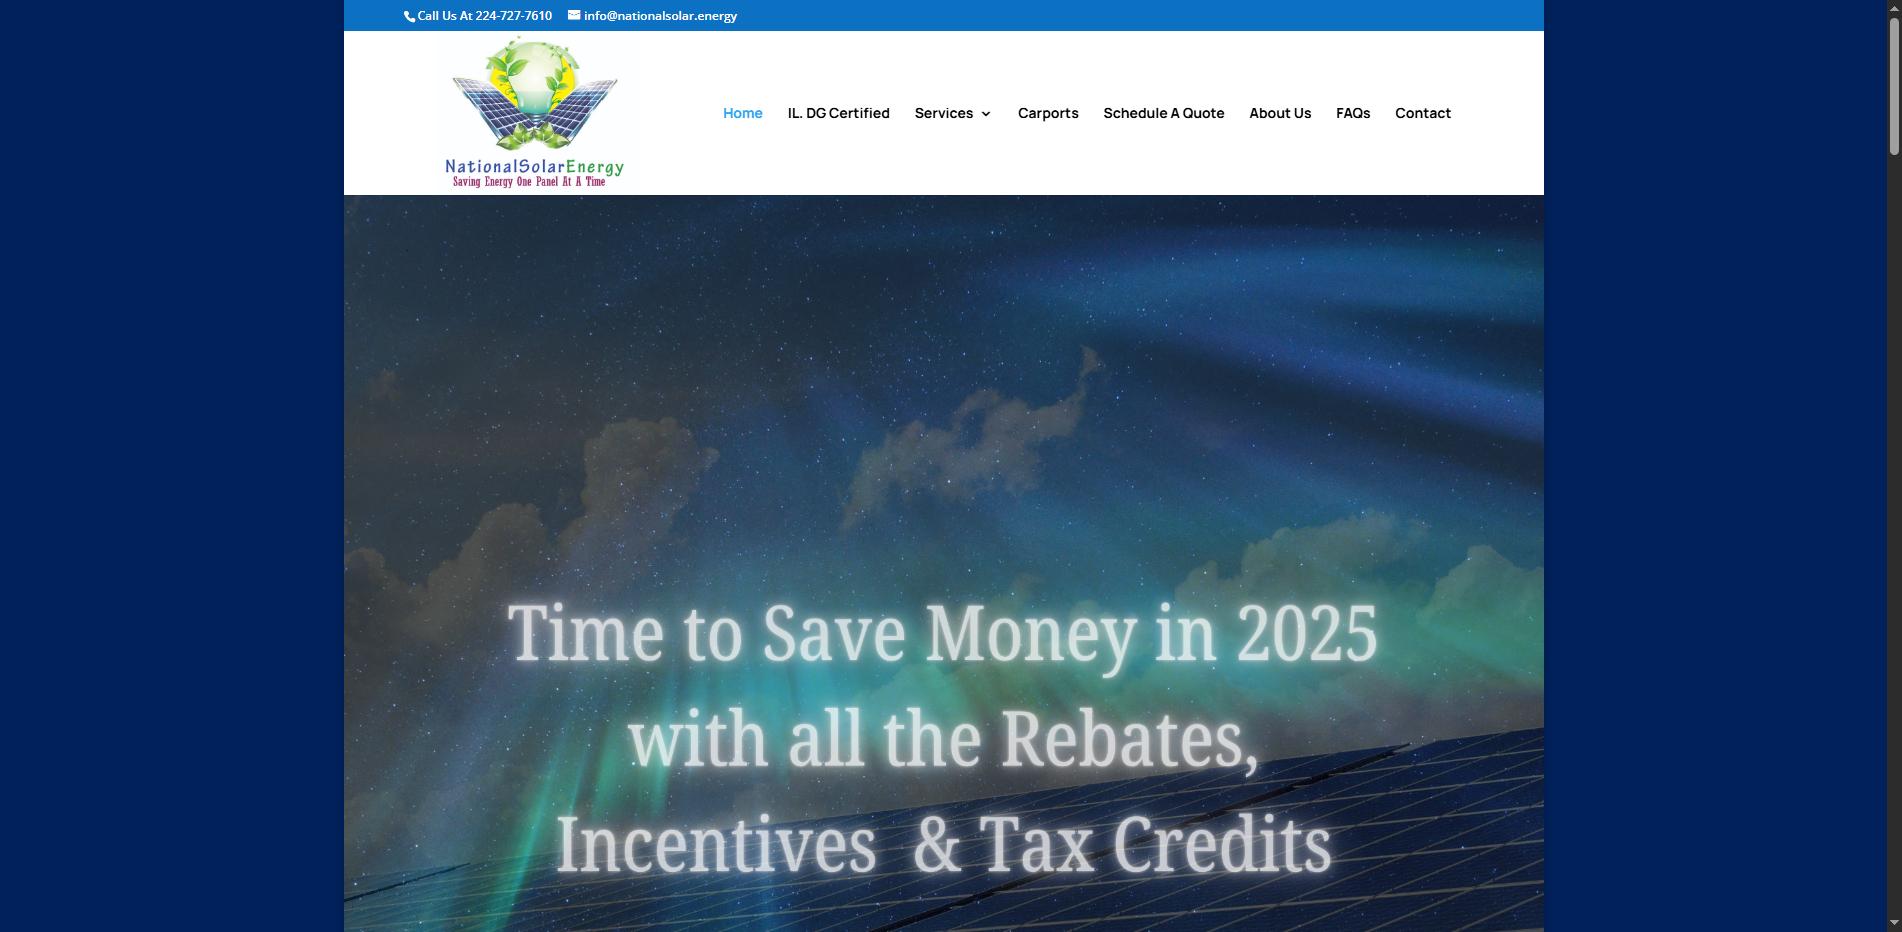 Call Us At 224-727-7610 info@nationalsolar.energy
NationalSolarEnergy
Saving Energy One Panel At A Time
Home IL. DG Certified Services Carports Schedule A Quote About Us FAQs Contact
Time to Save Money in 2025
with all the Rebates,
Incentives & Tax Credits